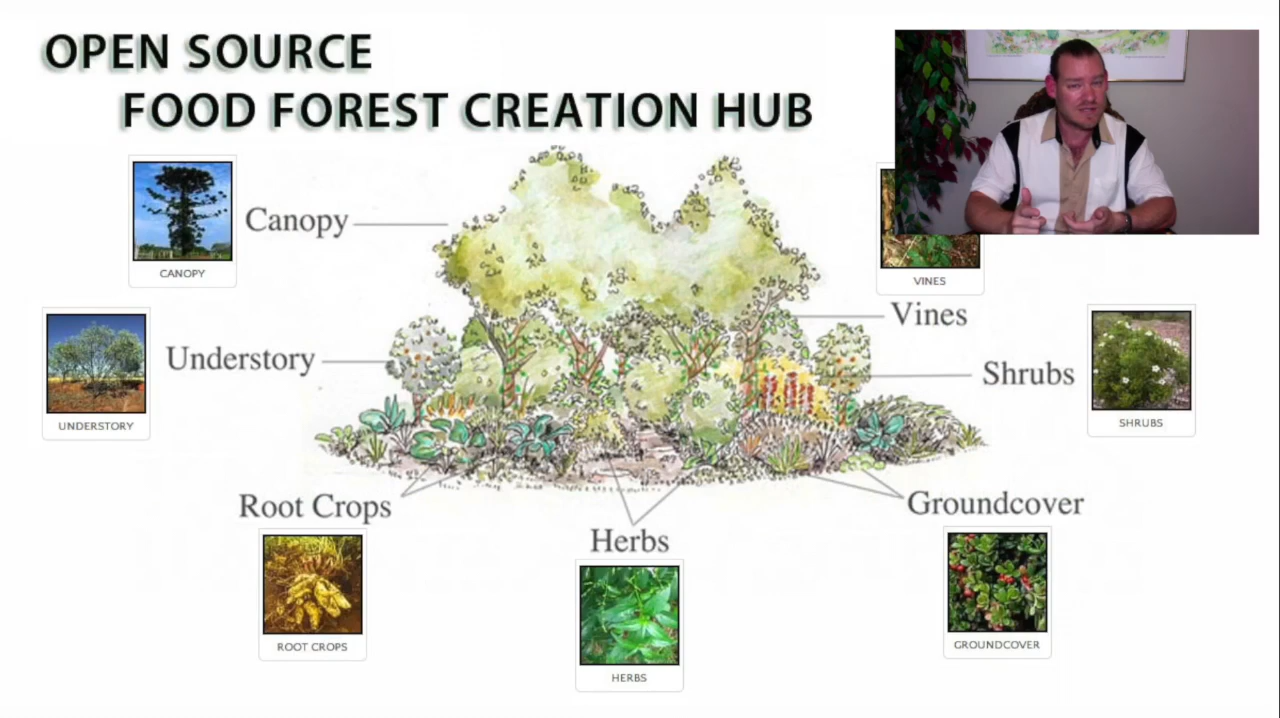 OPEN SOURCE
FOOD FOREST CREATION HUB
CANOPY
Canopy
VINES
Vines
UNDERSTORY
Understory
Shrubs
SHRUBS
Root Crops
ROOT CROPS
Herbs
HERBS
Groundcover
GROUNDCOVER